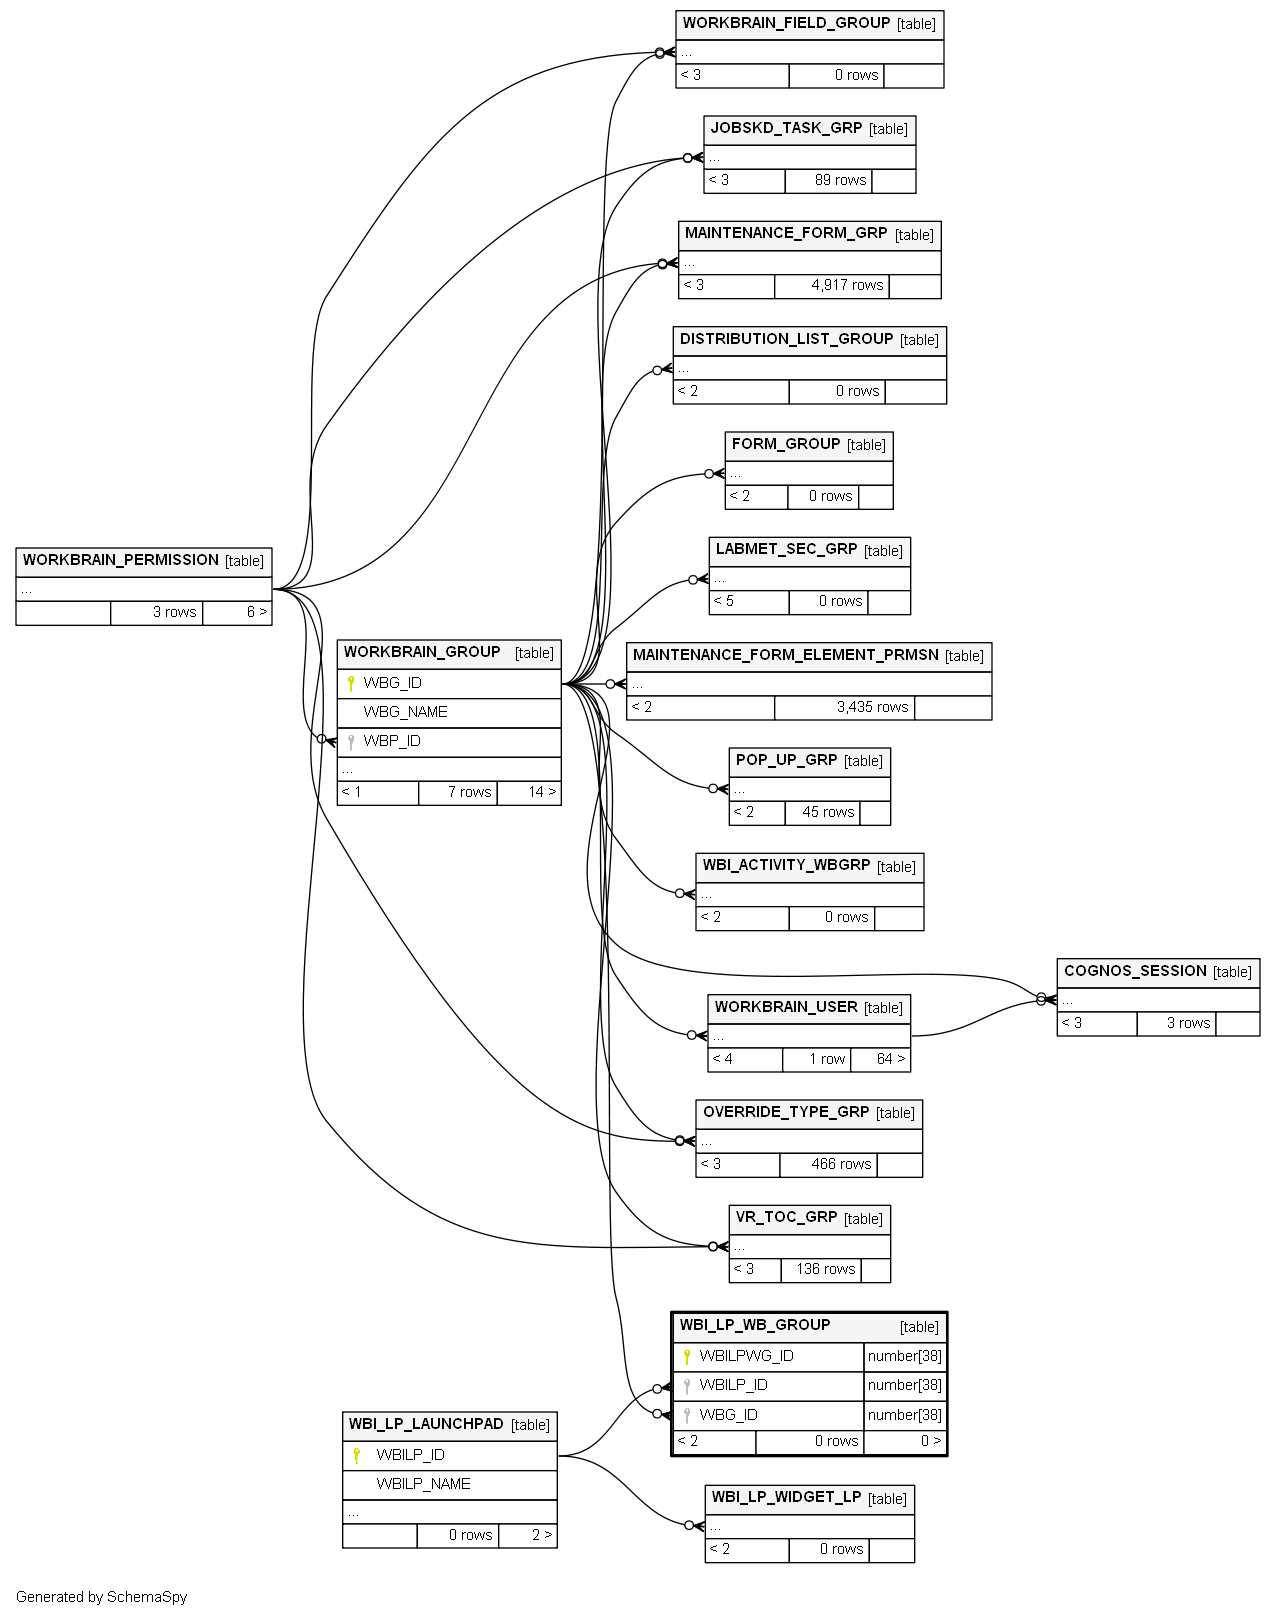 WORKBRAIN_FIELD_GROUP [table]
...
< 3 0 rows
JOBSKD_TASK_GRP [table]
...
< 3 89 rows
MAINTENANCE_FORM_GRP [table]
...
< 3 4,917 rows
DISTRIBUTION_LIST_GROUP [table]
...
< 2 0 rows
FORM_GROUP [table]
...
< 2 0 rows
LABMET_SEC_GRP [table]
...
< 5 0 rows
WORKBRAIN_PERMISSION [table]
...
3 rows 6 >
WORKBRAIN_GROUP [table]
WBG_ID
WBG_NAME
WBP_ID
...
< 1 7 rows 14 >
MAINTENANCE_FORM_ELEMENT_PRMSN [table]
...
< 2 3,435 rows
POP_UP_GRP [table]
...
< 2 45 rows
WBI_ACTIVITY_WBGRP [table]
...
< 2 0 rows
COGNOS_SESSION [table]
...
< 3 3 rows
WORKBRAIN_USER [table]
...
< 4 1 row 64 >
OVERRIDE_TYPE_GRP [table]
...
< 3 466 rows
VR_TOC_GRP [table]
...
< 3 136 rows
WBI_LP_WB_GROUP [table]
WBILPWG_ID number[38]
WBILP_ID number[38]
WBG_ID number[38]
< 2 0 rows 0 >
WBI_LP_LAUNCHPAD [table]
WBILP_ID
WBILP_NAME
...
0 rows 2 >
WBI_LP_WIDGET_LP [table]
...
< 2 0 rows
Generated by SchemaSpy